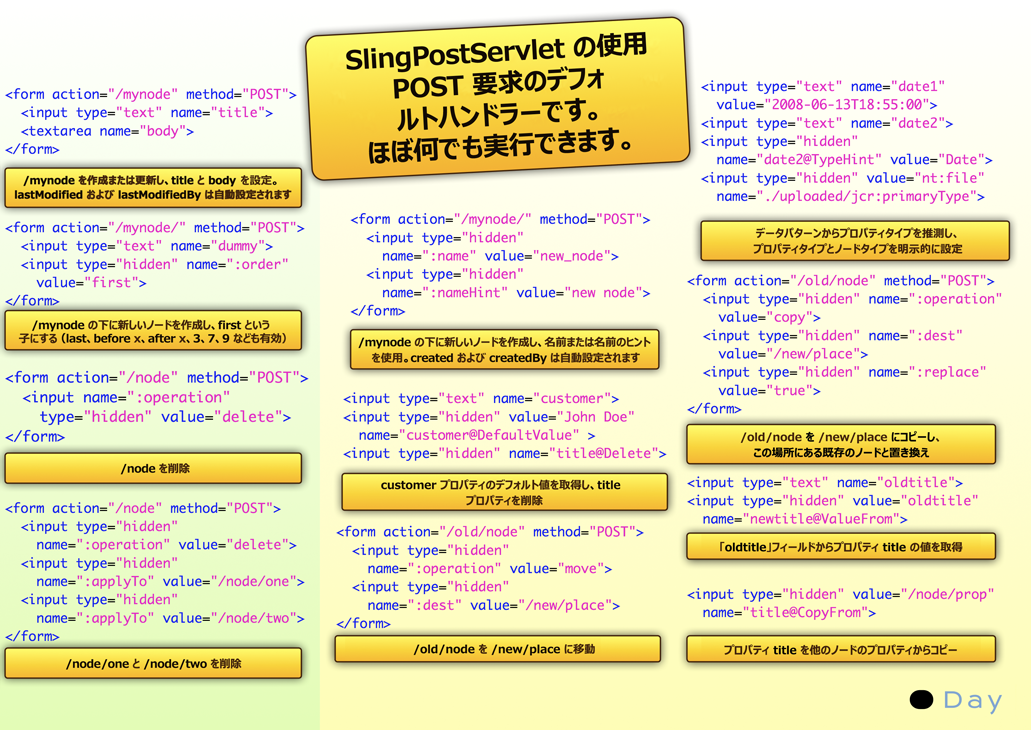 SlingPostServlet の使用
POST 要求のデフォ
ルトハンドラーです。
ほぼ何でも実行できます。
<form action="/mynode" method="POST">
<input type="text" name="title">
<textarea name="body">
</form>
/mynode を作成または更新し、title と body を設定。
lastModified および lastModifiedBy は自動設定されます
<form action="/mynode/" method="POST">
<input type="text" name="dummy">
<input type="hidden" name=":order"
value="first">
</form>
/mynode の下に新しいノードを作成し、first という
子にする（last、before x、after x、3、7、9 なども有効）
<form action="/node" method="POST">
<input name=":operation"
type="hidden" value="delete">
</form>
/node を削除
<form action="/node" method="POST">
<input type="hidden"
name=":operation" value="delete">
<input type="hidden"
name=":applyTo" value="/node/one">
<input type="hidden"
name=":applyTo" value="/node/two">
</form>
/node/one と /node/two を削除
<form action="/mynode/" method="POST">
<input type="hidden"
name=":name" value="new_node">
<input type="hidden"
name=":nameHint" value="new node">
</form>
/mynode の下に新しいノードを作成し、名前または名前のヒント
を使用。created および createdBy は自動設定されます
<input type="text" name="customer">
<input type="hidden" value="John Doe"
name="customer@DefaultValue" >
<input type="hidden" name="title@Delete">
customer プロパティのデフォルト値を取得し、title
プロパティを削除
<form action="/old/node" method="POST">
<input type="hidden"
name=":operation" value="move">
<input type="hidden"
name=":dest" value="/new/place">
</form>
/old/node を /new/place に移動
<input type="text" name="date1"
value="2008-06-13T18:55:00">
<input type="text" name="date2">
<input type="hidden"
name="date2@TypeHint" value="Date">
<input type="hidden" value="nt:file"
name="./uploaded/jcr:primaryType">
データパターンからプロパティタイプを推測し、
プロパティタイプとノードタイプを明示的に設定
<form action="/old/node" method="POST">
<input type="hidden" name=":operation"
value="copy">
<input type="hidden" name=":dest"
value="/new/place">
<input type="hidden" name=":replace"
value="true">
</form>
/old/node を /new/place にコピーし、
この場所にある既存のノードと置き換え
<input type="text" name="oldtitle">
<input type="hidden" value="oldtitle"
name="newtitle@ValueFrom">
「oldtitle」フィールドからプロパティ title の値を取得
<input type="hidden" value="/node/prop"
name="title@CopyFrom">
プロパティ title を他のノードのプロパティからコピー
Day